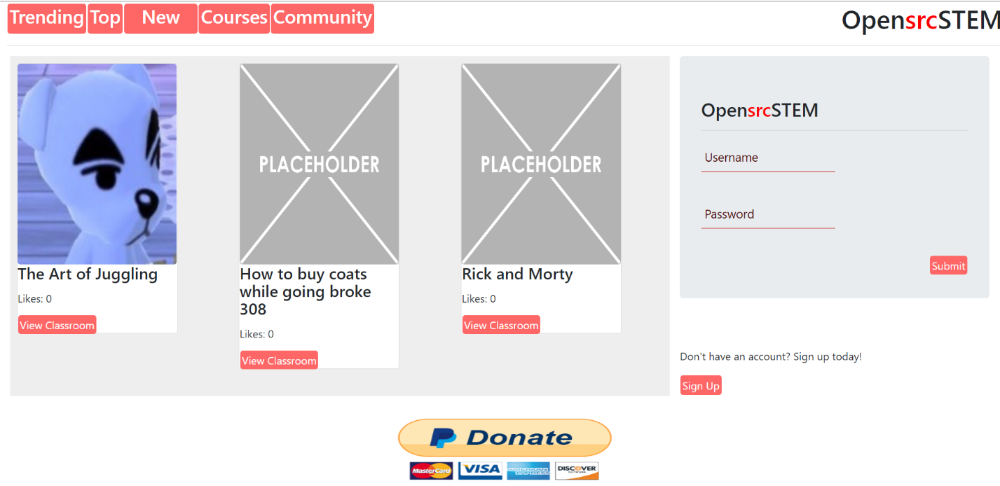 Trending Top New Courses Community
OpensrcSTEM
PLACEHOLDER
PLACEHOLDER
The Art of Juggling
Likes: 0
View Classroom
How to buy coats
while going broke
308
Likes: 0
View Classroom
Rick and Morty
Likes: 0
View Classroom
OpensrcSTEM
Username
Password
Submit
Don't have an account? Sign up today!
Sign Up
Donate
MasterCard VISA AMERICAN EXPRESS DISCOVER